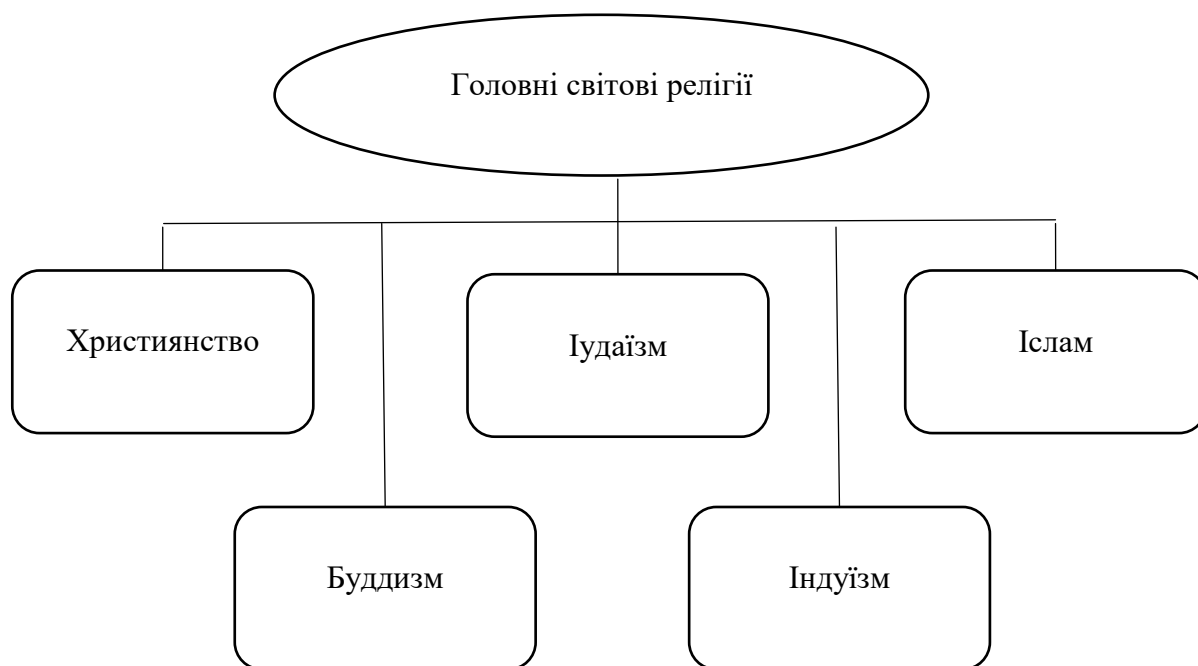 Головні світові релігії
Християнство
Іудаїзм
Іслам
Буддизм
Індуїзм